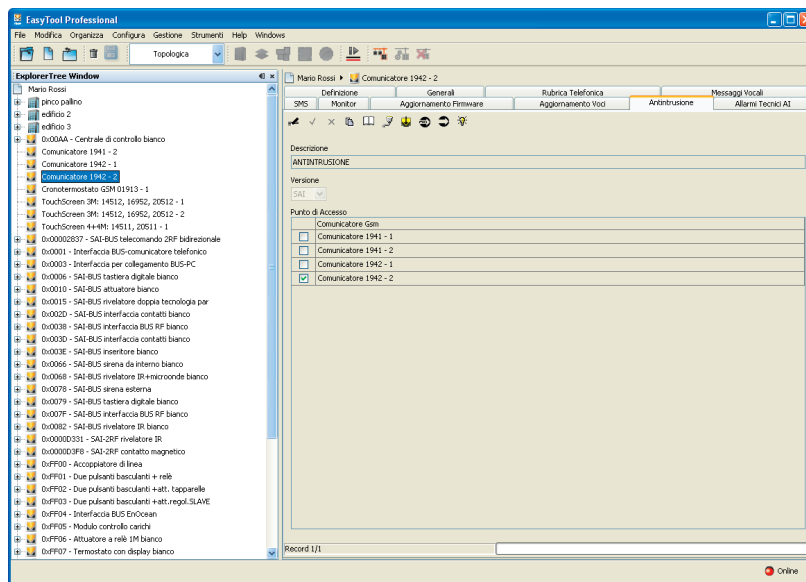 EasyTool Professional
File Modifica Organizza Configura Gestione Strumenti Help Windows
Topologica
ExplorerTree Window
Mario Rossi
pinco pallino
edificio 2
edificio 3
0x00AA - Centrale di controllo bianco
Comunicatore 1941 - 2
Comunicatore 1942 - 1
Comunicatore 1942 - 2
Cronotermostato GSM 01913 - 1
TouchScreen 3M: 14512, 16952, 20512 - 1
TouchScreen 3M: 14512, 16952, 20512 - 2
TouchScreen 4+4M: 14511, 20511 - 1
0x00002837 - SAI-BUS telecomando 2RF bidirezionale
0x0001 - Interfaccia BUS-comunicatore telefonico
0x0003 - Interfaccia per collegamento BUS-PC
0x0006 - SAI-BUS tastiera digitale bianco
0x0010 - SAI-BUS attuatore bianco
0x0015 - SAI-BUS rivelatore doppia tecnologia par
0x002D - SAI-BUS interfaccia contatti bianco
0x0038 - SAI-BUS interfaccia BUS RF bianco
0x003D - SAI-BUS interfaccia contatti bianco
0x003E - SAI-BUS inseritore bianco
0x0066 - SAI-BUS sirena da interno bianco
0x0068 - SAI-BUS rivelatore IR+microonde bianco
0x0078 - SAI-BUS sirena esterna
0x0079 - SAI-BUS tastiera digitale bianco
0x007F - SAI-BUS interfaccia BUS RF bianco
0x0082 - SAI-BUS rivelatore IR bianco
0x0000D331 - SAI-2RF rivelatore IR
0x0000D3F8 - SAI-2RF contatto magnetico
0xFF00 - Accoppiatore di linea
0xFF01 - Due pulsanti basculanti + relè
0xFF02 - Due pulsanti basculanti +att. tapparelle
0xFF03 - Due pulsanti basculanti +att.regol.SLAVE
0xFF04 - Interfaccia BUS EnOcean
0xFF05 - Modulo controllo carichi
0xFF06 - Attuatore a relè 1M bianco
0xFF07 - Termostato con display bianco
Mario Rossi Comunicatore 1942 - 2
Definizione Generali Rubrica Telefonica Messaggi Vocali
SMS Monitor Aggiornamento Firmware Aggiornamento Voci Antintrusione Allarmi Tecnici AI
Descrizione
ANTINTRUSIONE
Versione
SAI
Punto di Accesso
Comunicatore Gsm
Comunicatore 1941 - 1
Comunicatore 1941 - 2
Comunicatore 1942 - 1
Comunicatore 1942 - 2
Record 1/1
Online